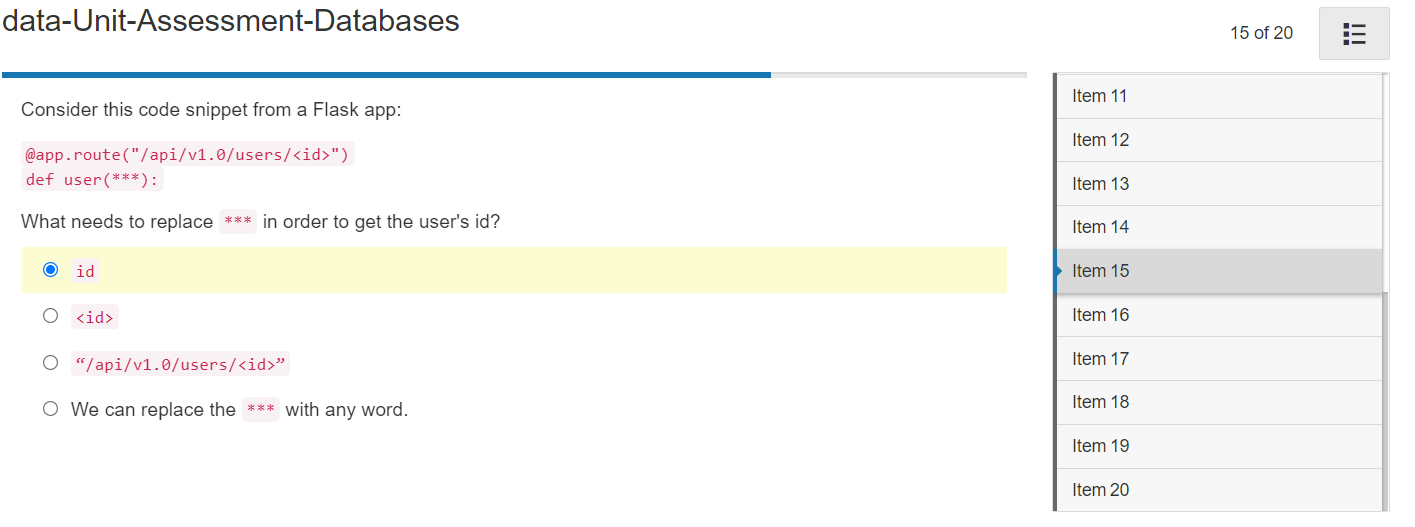 data-Unit-Assessment-Databases
15 of 20
Consider this code snippet from a Flask app:
@app.route("/api/v1.0/users/<id>")
def user(***):
What needs to replace *** in order to get the user's id?
id
<id>
“/api/v1.0/users/<id>”
We can replace the *** with any word.
Item 11
Item 12
Item 13
Item 14
Item 15
Item 16
Item 17
Item 18
Item 19
Item 20